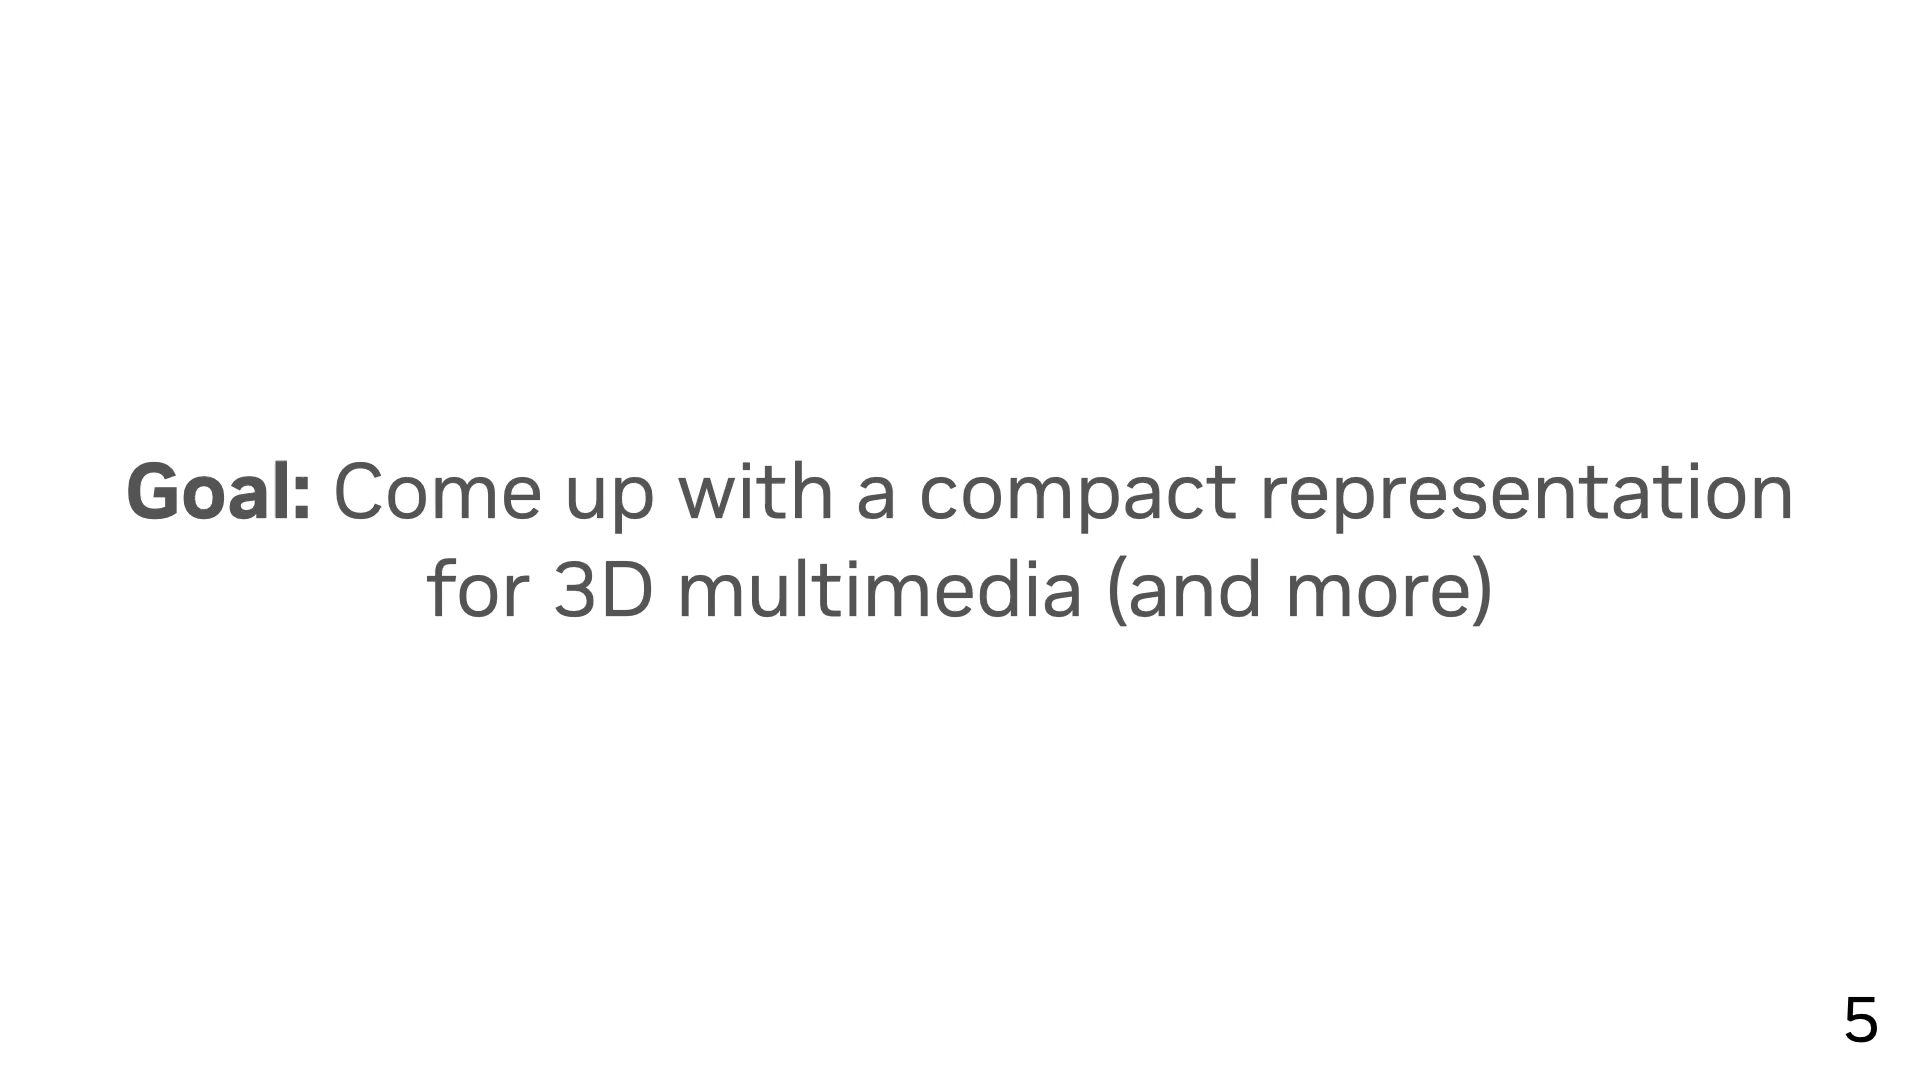 Goal: Come up with a compact representation
for 3D multimedia (and more)
5